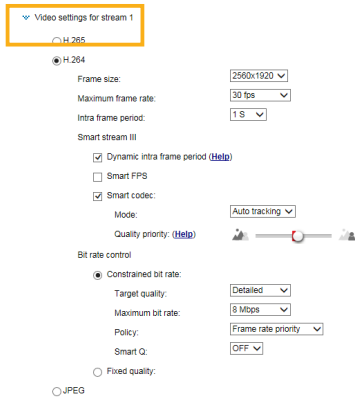 Video settings for stream 1
H.265
H.264
Frame size: 2560x1920
Maximum frame rate: 30 fps
Intra frame period: 1 S
Smart stream III
Dynamic intra frame period (Help)
Smart FPS
Smart codec:
Mode: Auto tracking
Quality priority: (Help)
Bit rate control
Constrained bit rate:
Target quality: Detailed
Maximum bit rate: 8 Mbps
Policy: Frame rate priority
Smart Q: OFF
Fixed quality:
JPEG